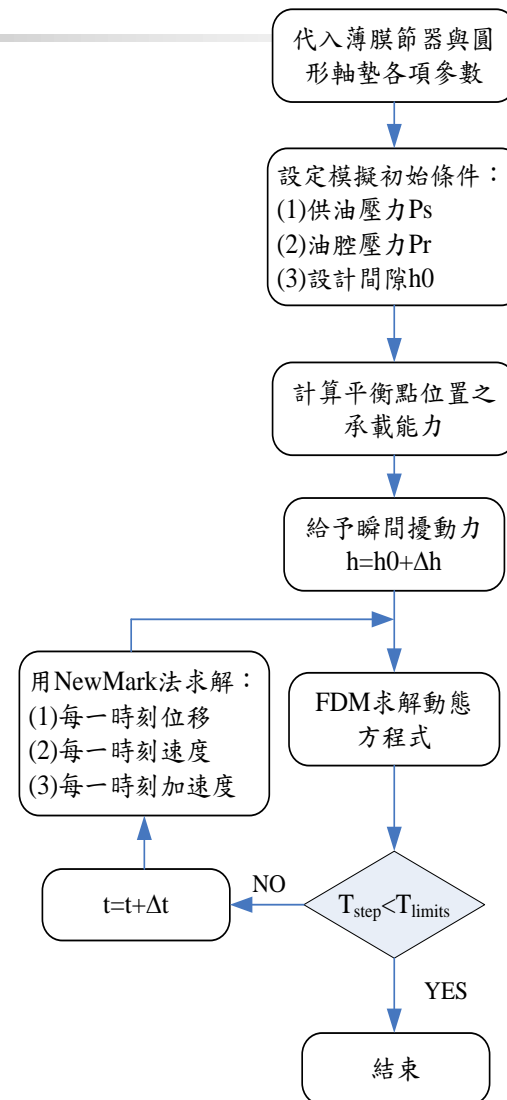 代入薄膜節器與圓
形軸墊各項參數
設定模擬初始條件：
(1)供油壓力Ps
(2)油腔壓力Pr
(3)設計間隙h0
計算平衡點位置之
承載能力
給予瞬間擾動力
h=h0+Δh
用NewMark法求解：
(1)每一時刻位移
(2)每一時刻速度
(3)每一時刻加速度
FDM求解動態
方程式
t=t+Δt
NO
T_step<T_limits
YES
結束